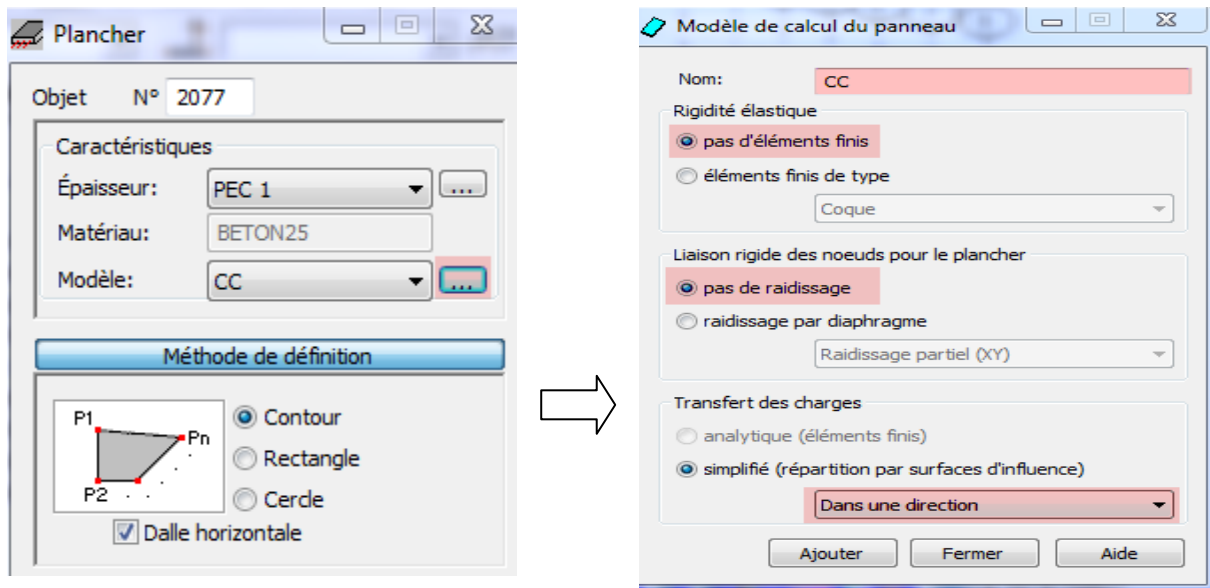 Plancher
Objet N° 2077
Caractéristiques
Épaisseur: PEC 1 ...
Matériau: BETON25
Modèle: CC ...
Méthode de définition
P1
Pn
P2
Contour
Rectangle
Cercle
Dalle horizontale
Modèle de calcul du panneau
Nom: CC
Rigidité élastique
pas d'éléments finis
éléments finis de type
Coque
Liaison rigide des noeuds pour le plancher
pas de raidissage
raidissage par diaphragme
Raidissage partiel (XY)
Transfert des charges
analytique (éléments finis)
simplifié (répartition par surfaces d'influence)
Dans une direction
Ajouter Fermer Aide